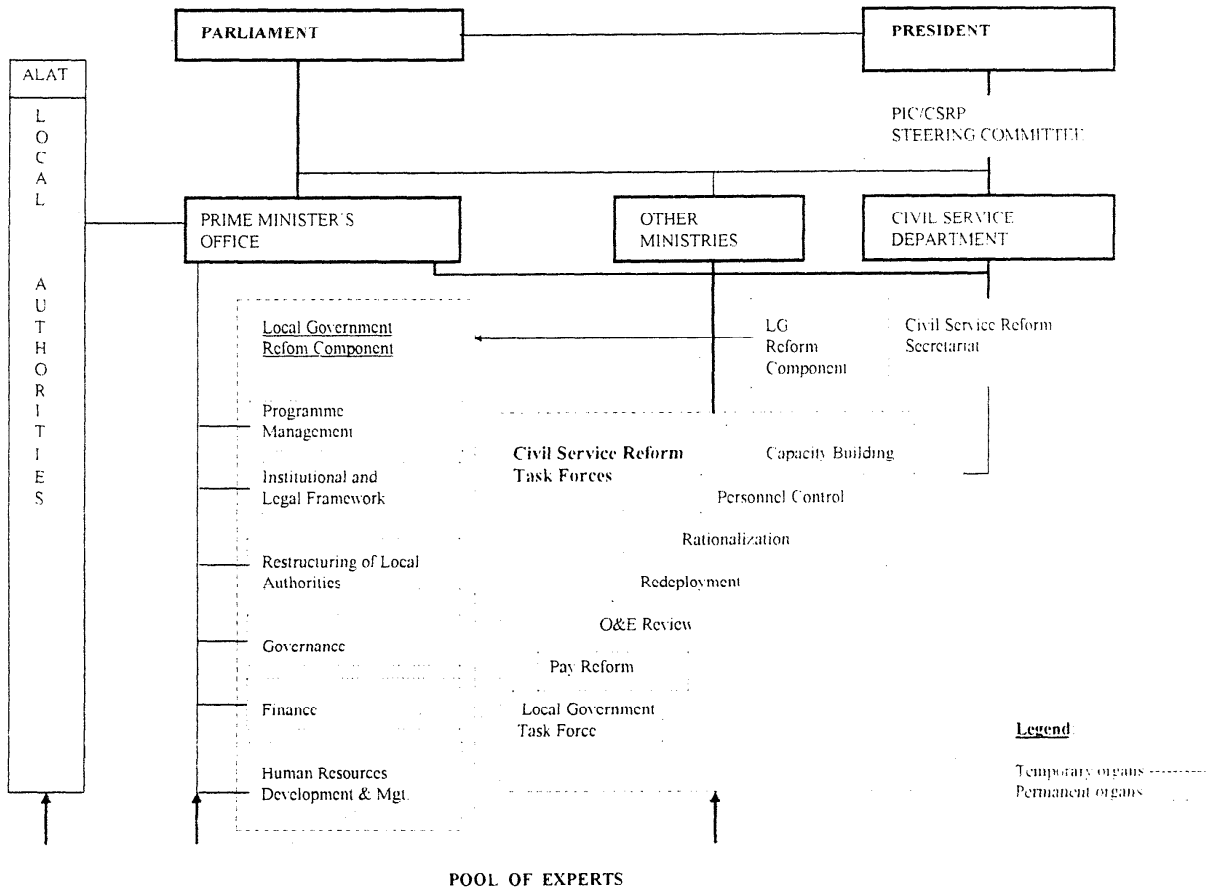 PARLIAMENT
PRESIDENT
ALAT
LOCAL AUTHORITIES
PIC/CSRP
STEERING COMMITTEE
PRIME MINISTER'S
OFFICE
OTHER
MINISTRIES
CIVIL SERVICE
DEPARTMENT
Local Government
Refom Component
LG
Reform
Component
Civil Service Reform
Secretariat
Programme
Management
Institutional and
Legal Framework
Restructuring of Local
Authorities
Governance
Finance
Human Resources
Development & Mgt.
Civil Service Reform
Task Forces
Capacity Building
Personnel Control
Rationalization
Redeployment
O&E Review
Pay Reform
Local Government
Task Force
Legend
Temporary organs
Permanent organs
POOL OF EXPERTS